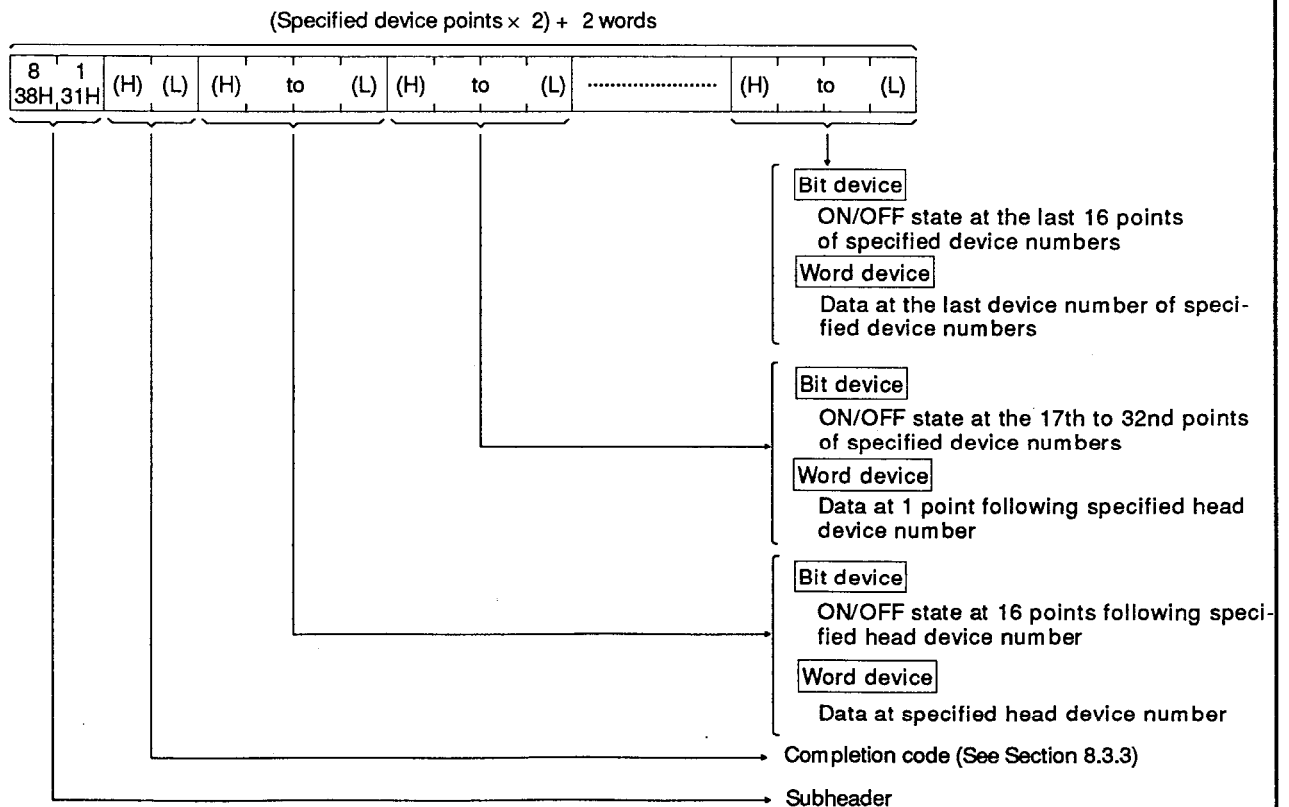 (Specified device points × 2) + 2 words
8 1 (H) (L) (H) to (L) (H) to (L) ........................ (H) to (L)
38H 31H
Bit device
ON/OFF state at the last 16 points
of specified device numbers
Word device
Data at the last device number of speci-
fied device numbers
Bit device
ON/OFF state at the 17th to 32nd points
of specified device numbers
Word device
Data at 1 point following specified head
device number
Bit device
ON/OFF state at 16 points following speci-
fied head device number
Word device
Data at specified head device number
Completion code (See Section 8.3.3)
Subheader